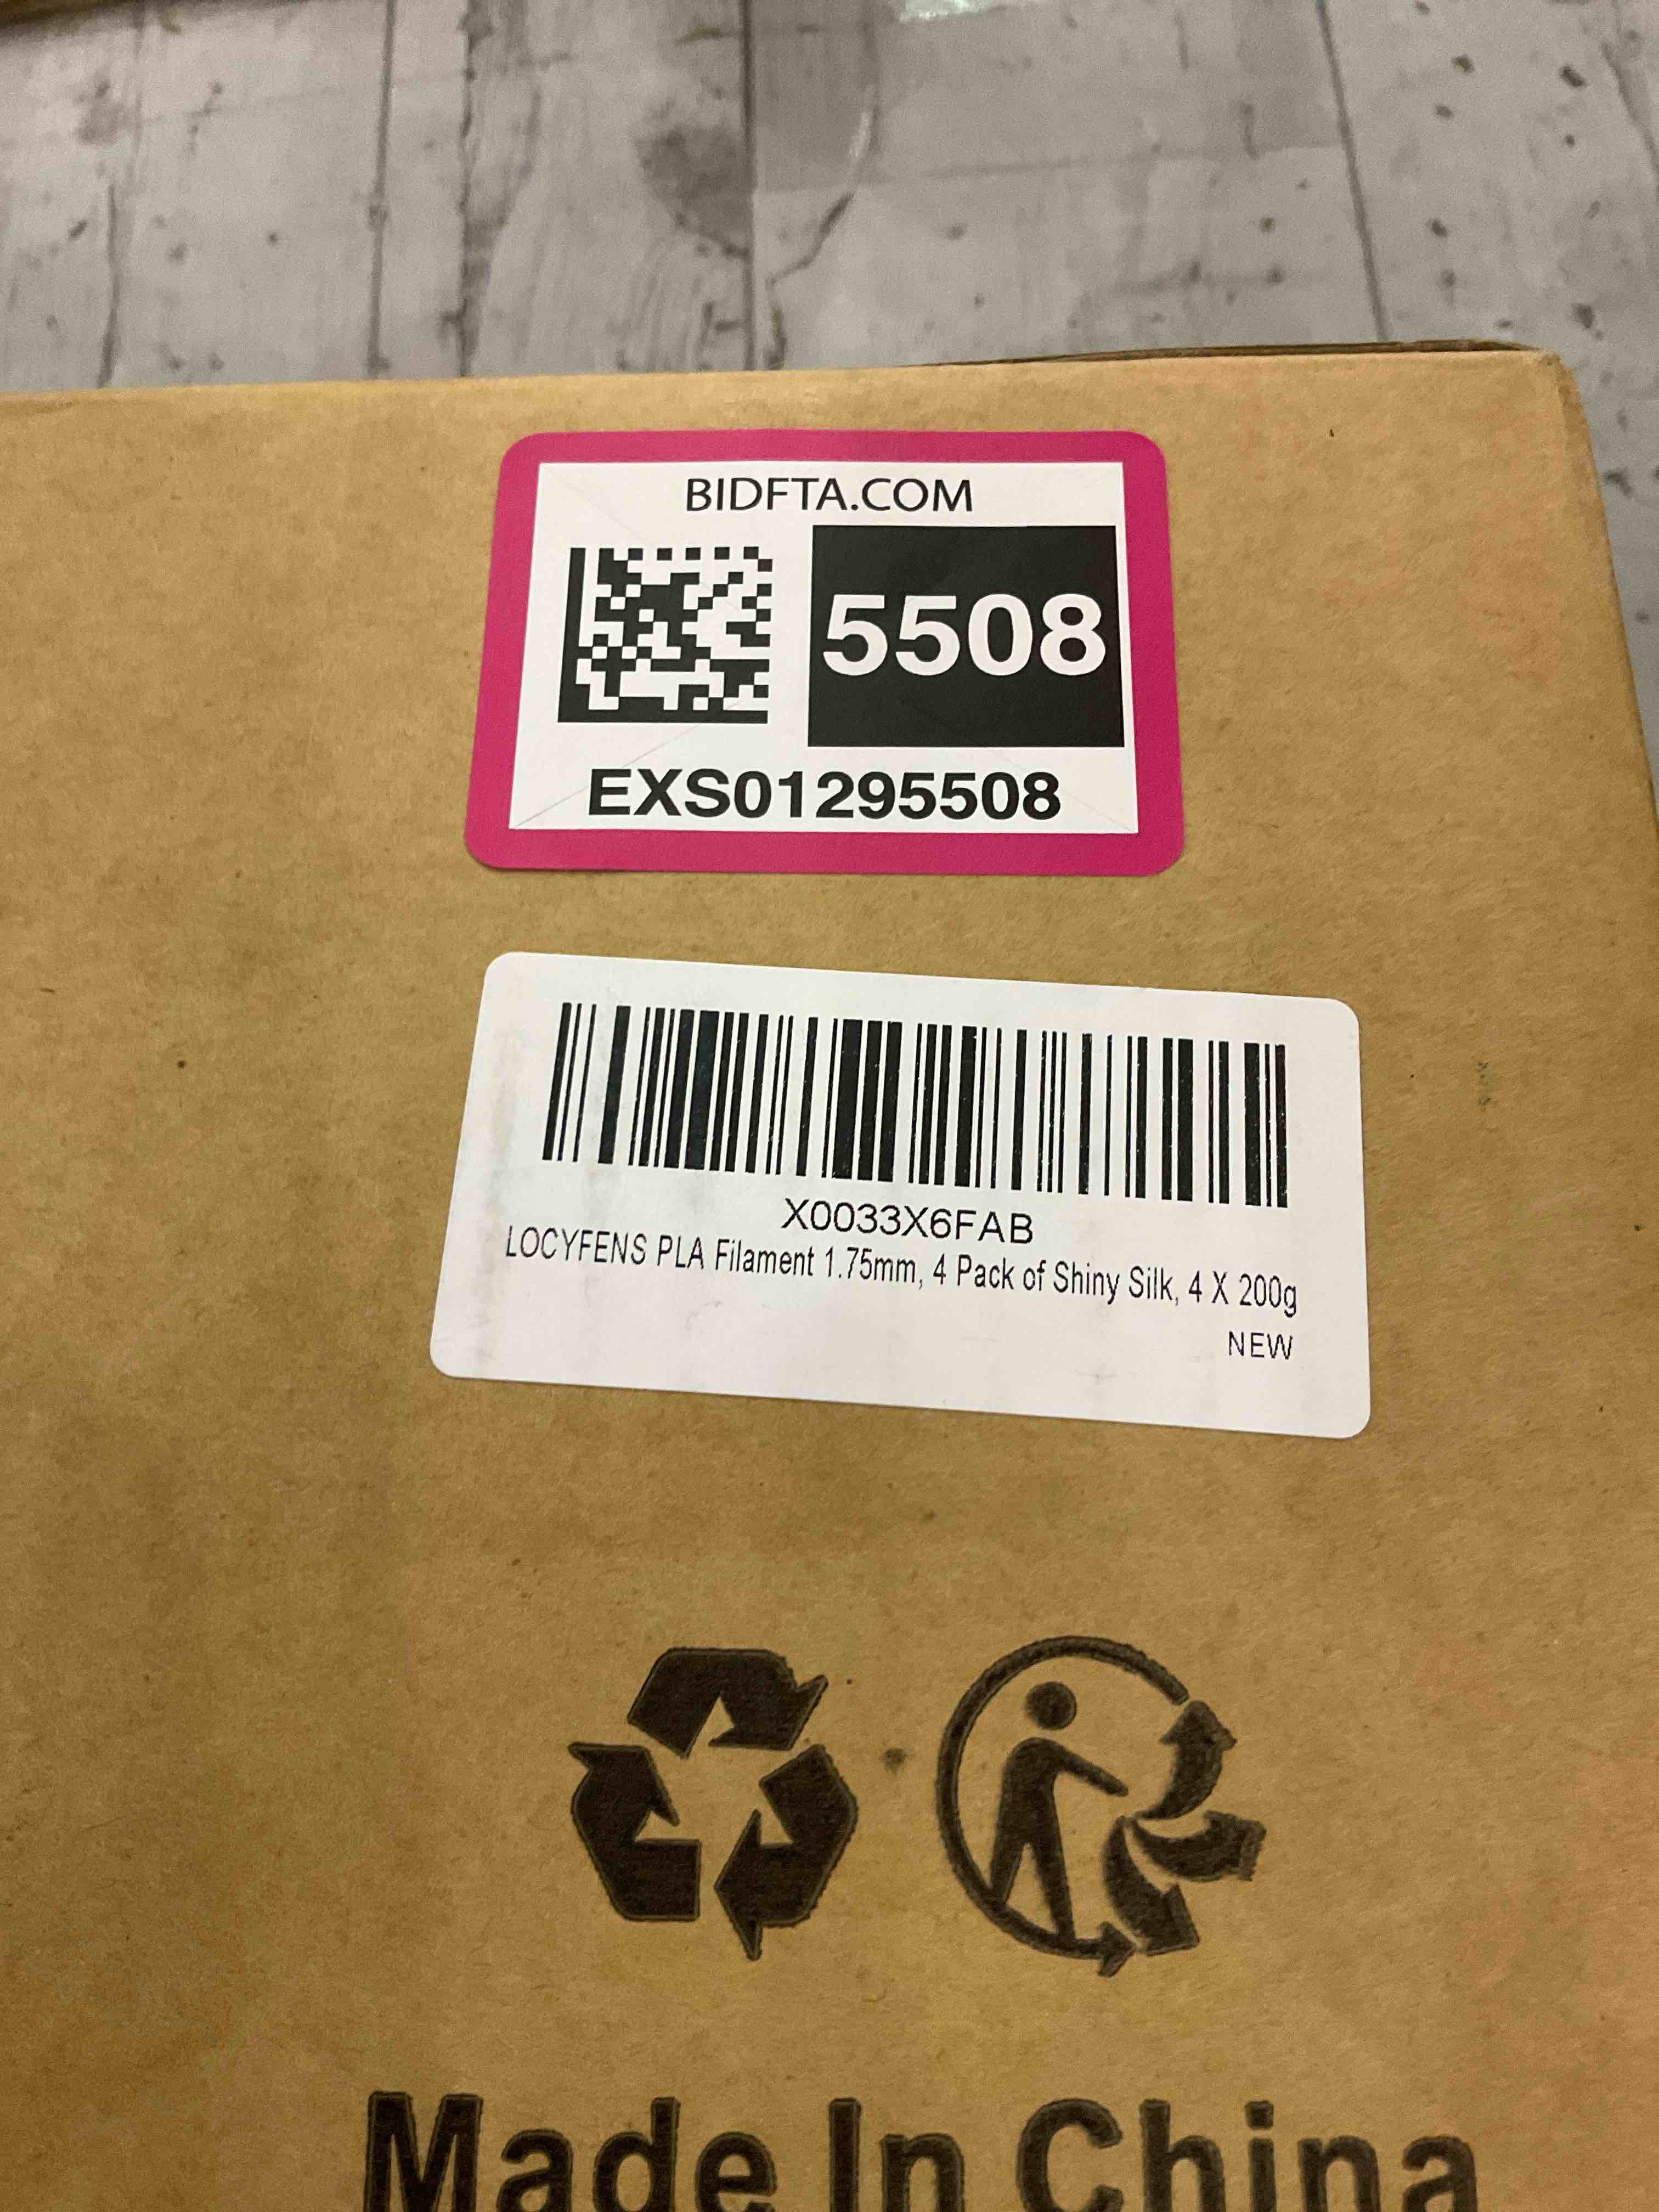 BIDFTA.COM
5508
EXS01295508
X0033X6FAB
LOCYFENS PLA Filament 1.75mm, 4 Pack of Shiny Silk, 4 X 200g
NEW
Made In China